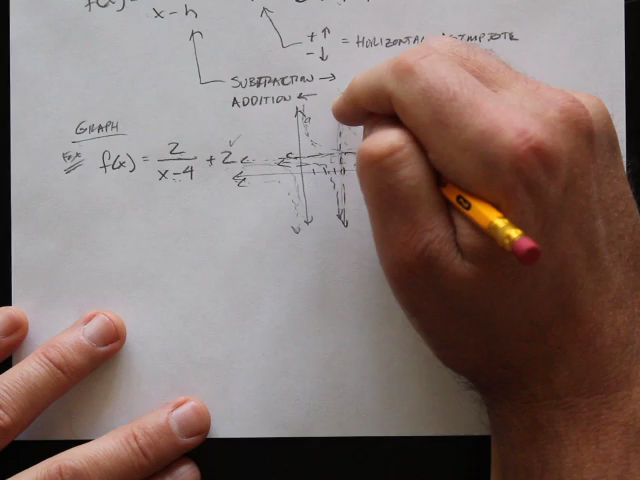 x-h
+ ↑ = HORIZONTAL ASYMPTOTE
- ↓
SUBTRACTION →
ADDITION ←
GRAPH
Ex: f(x) = 2/(x-4) + 2